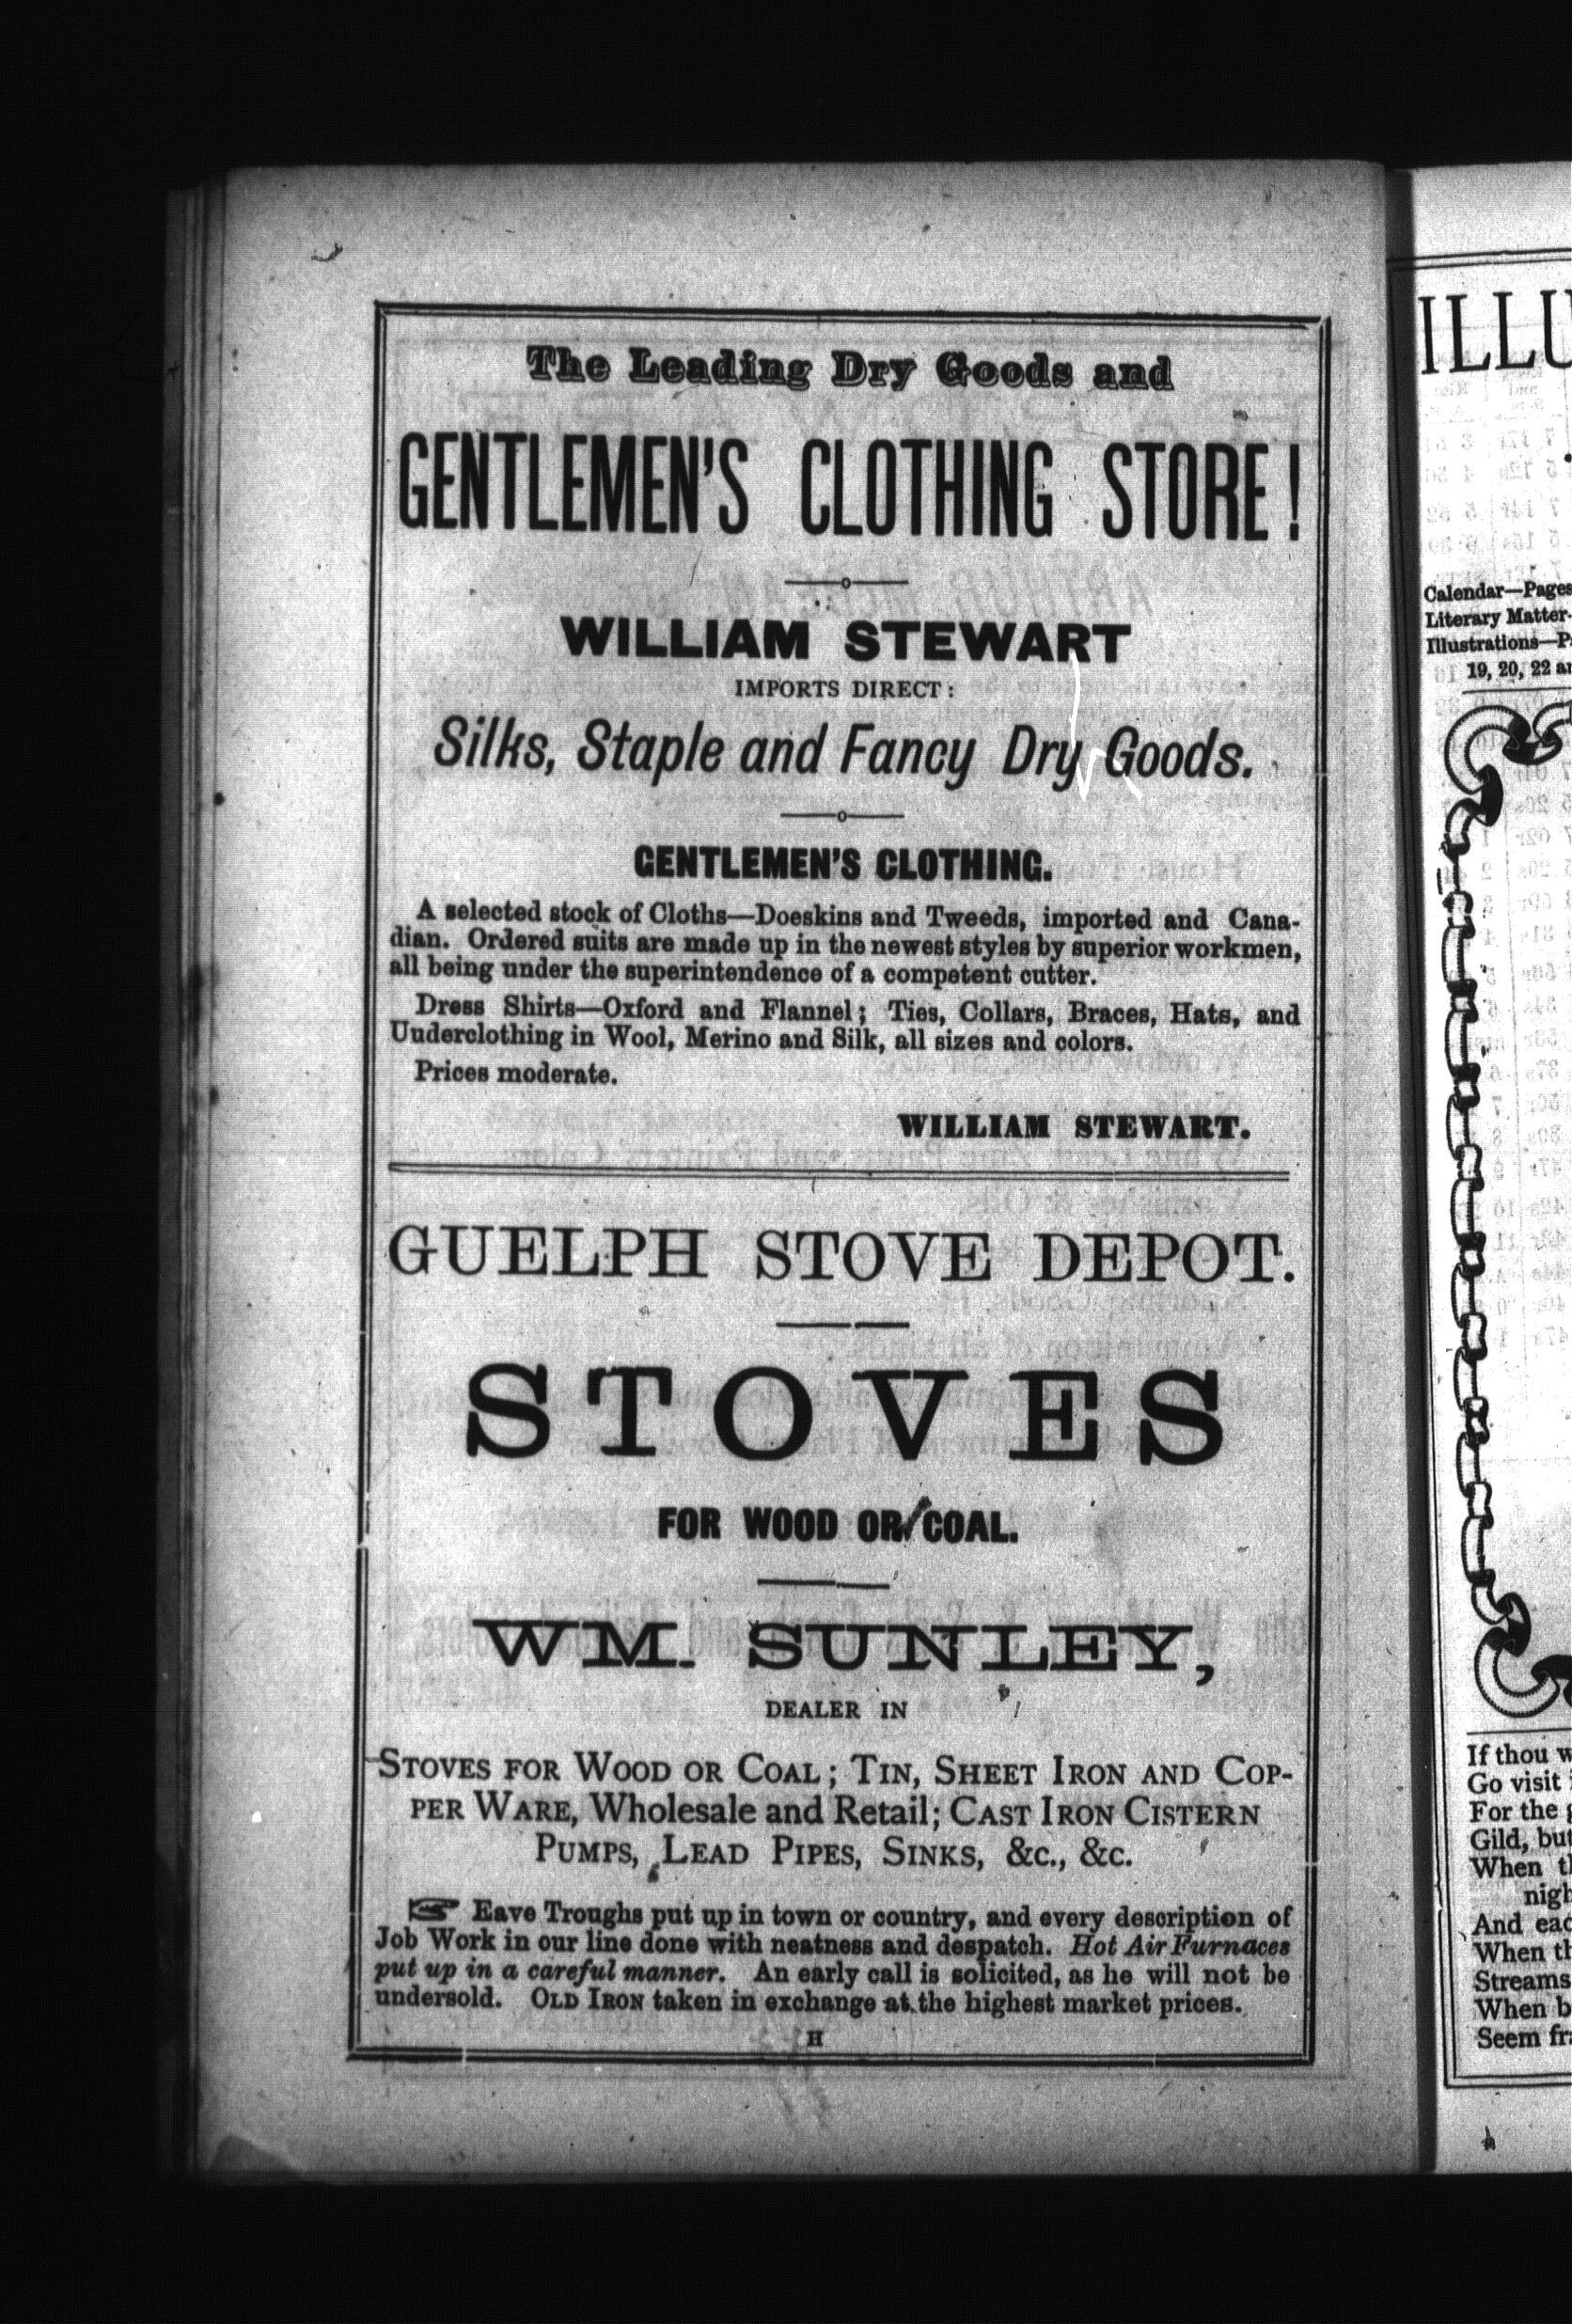 The Leading Dry Goods and
GENTLEMEN'S CLOTHING STORE!
WILLIAM STEWART
IMPORTS DIRECT:
Silks, Staple and Fancy Dry Goods.
GENTLEMEN'S CLOTHING.
A selected stock of Cloths—Doeskins and Tweeds, imported and Cana-
dian. Ordered suits are made up in the newest styles by superior workmen,
all being under the superintendence of a competent cutter.
Dress Shirts—Oxford and Flannel; Ties, Collars, Braces, Hats, and
Underclothing in Wool, Merino and Silk, all sizes and colors.
Prices moderate.
WILLIAM STEWART.
GUELPH STOVE DEPOT.
STOVES
FOR WOOD OR COAL.
WM. SUNLEY,
DEALER IN
STOVES FOR WOOD OR COAL; TIN, SHEET IRON AND COP-
PER WARE, Wholesale and Retail; CAST IRON CISTERN
PUMPS, LEAD PIPES, SINKS, &c., &c.
☞ Eave Troughs put up in town or country, and every description of
Job Work in our line done with neatness and despatch. Hot Air Furnaces
put up in a careful manner. An early call is solicited, as he will not be
undersold. OLD IRON taken in exchange at the highest market prices.
H
ILLU
Calendar—Pages
Literary Matter-
Illustrations—P
19, 20, 22 a
If thou w
Go visit
For the
Gild, but
When t
nigh
And eac
When th
Streams
When b
Seem fra